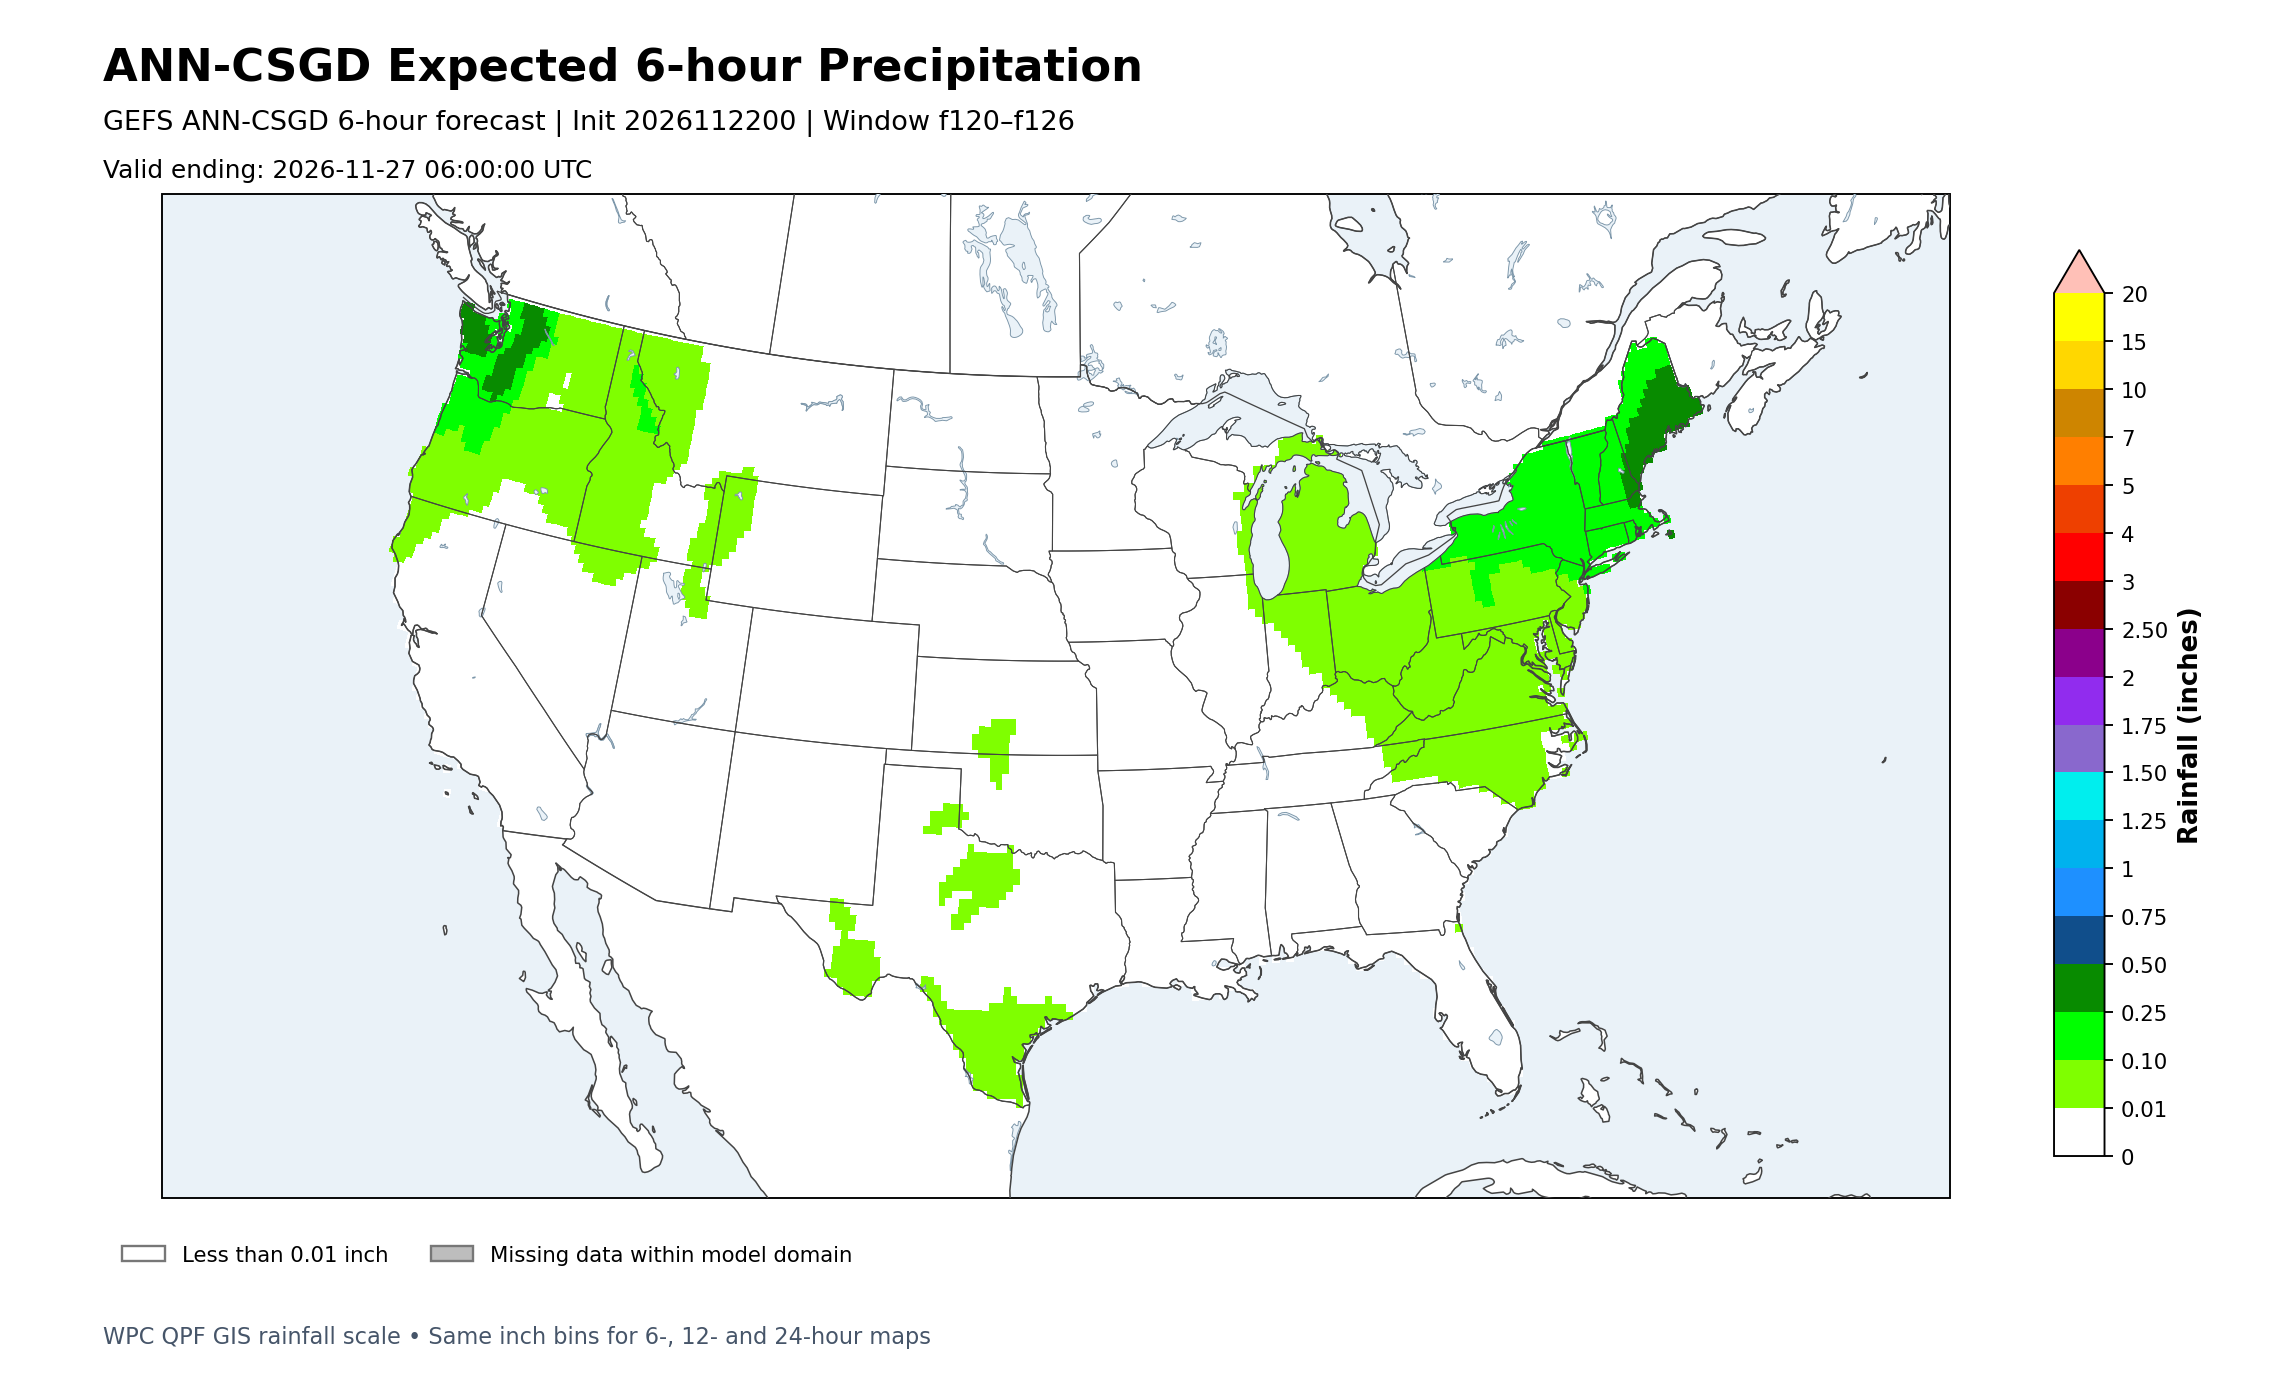 ANN-CSGD Expected 6-hour Precipitation
GEFS ANN-CSGD 6-hour forecast | Init 2026112200 | Window f120–f126
Valid ending: 2026-11-27 06:00:00 UTC
20
15
10
7
5
4
3
2.50
2
1.75
1.50
1.25
1
0.75
0.50
0.25
0.10
0.01
0
Rainfall (inches)
Less than 0.01 inch
Missing data within model domain
WPC QPF GIS rainfall scale • Same inch bins for 6-, 12- and 24-hour maps